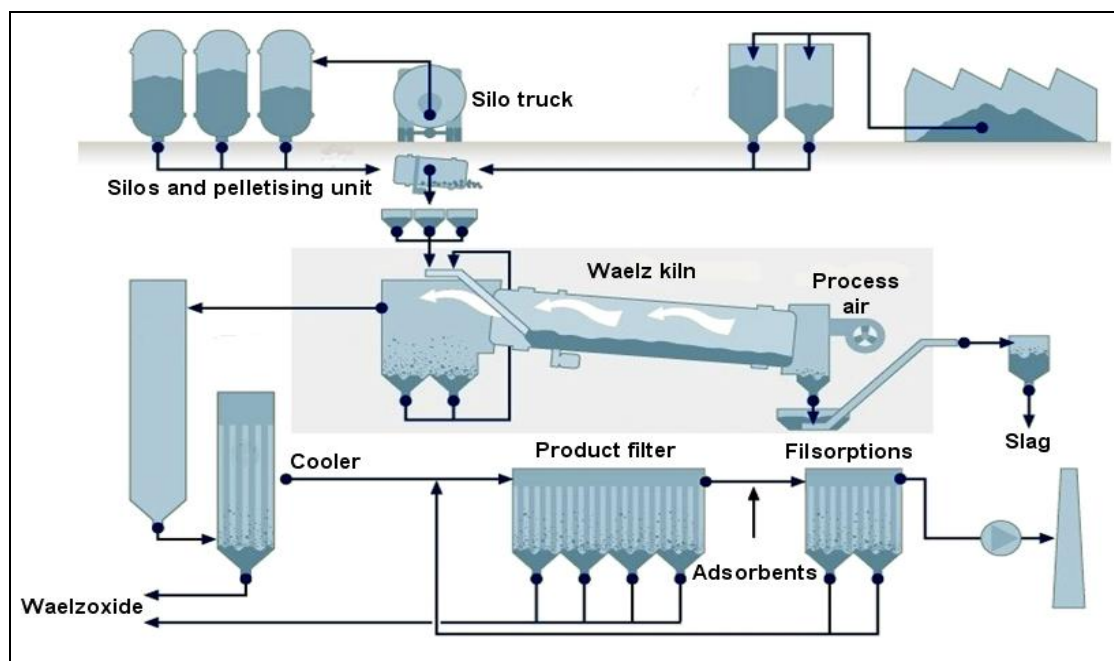 Silo truck
Silos and pelletising unit
Waelz kiln
Process
air
Slag
Cooler
Product filter
Filsorptions
Adsorbents
Waelzoxide